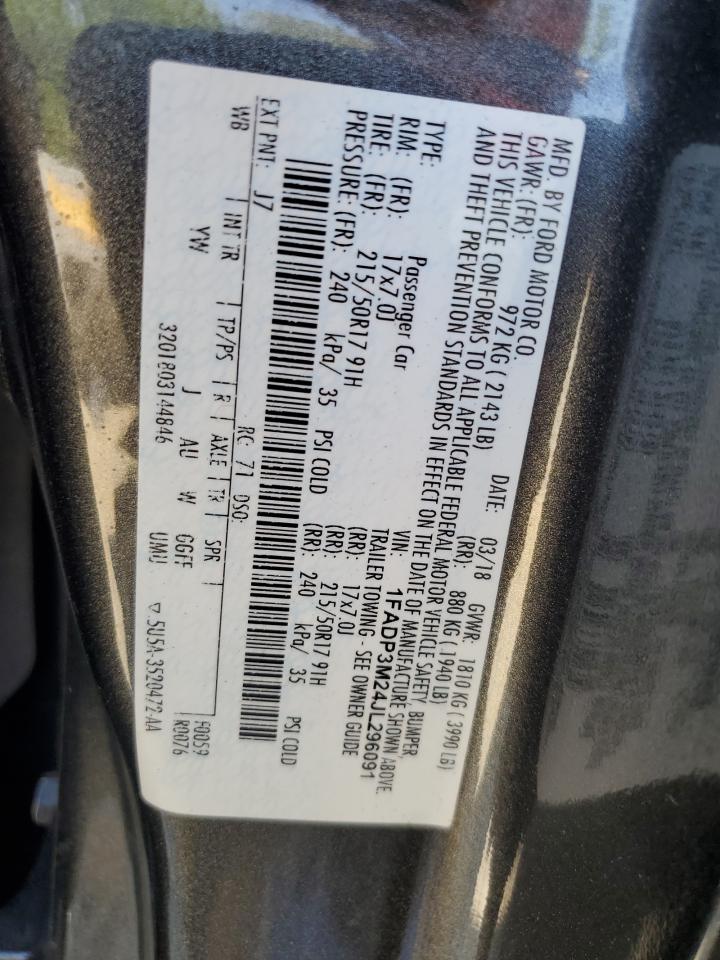 MFD. BY FORD MOTOR CO.
DATE: 03/18 GVWR: 1810 KG ( 3990 LB)
GAWR: (FR): 972 KG ( 2143 LB) (RR): 880 KG ( 1940 LB)
THIS VEHICLE CONFORMS TO ALL APPLICABLE FEDERAL MOTOR VEHICLE SAFETY, BUMPER,
AND THEFT PREVENTION STANDARDS IN EFFECT ON THE DATE OF MANUFACTURE SHOWN ABOVE.
VIN: 1FADP3M24JL296091
TYPE: Passenger Car TRAILER TOWING - SEE OWNER GUIDE
RIM: (FR): 17x7.0J (RR): 17x7.0J
TIRE: (FR): 215/50R17 91H (RR): 215/50R17 91H
PRESSURE: (FR): 240 kPa/ 35 PSI COLD (RR): 240 kPa/ 35 PSI COLD
EXT PNT: J7 RC: 71 DSO:
WB | INT TR | TP/PS | R | AXLE | TR | SPR
YW J AU W GGFF
3201803144846 UMU
▽ 5U5A-3520472-AA